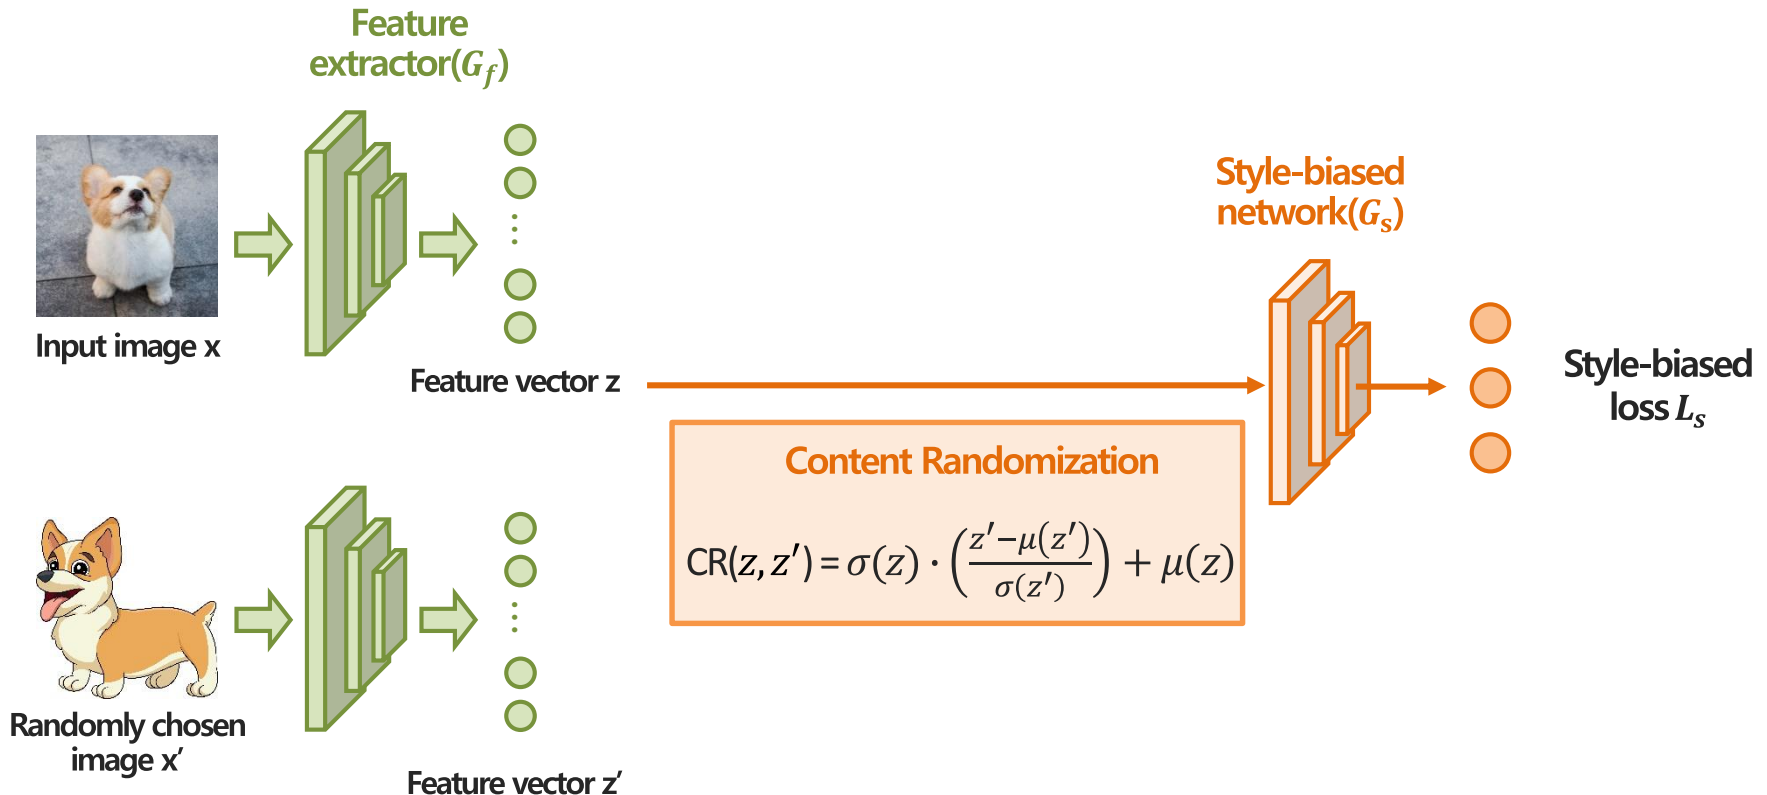 Feature
extractor(G_f)
Input image x
Feature vector z
Style-biased
network(G_s)
Style-biased
loss L_s
Content Randomization
CR(z, z′) = σ(z) · ((z′−μ(z′))/σ(z′)) + μ(z)
Randomly chosen
image x′
Feature vector z′